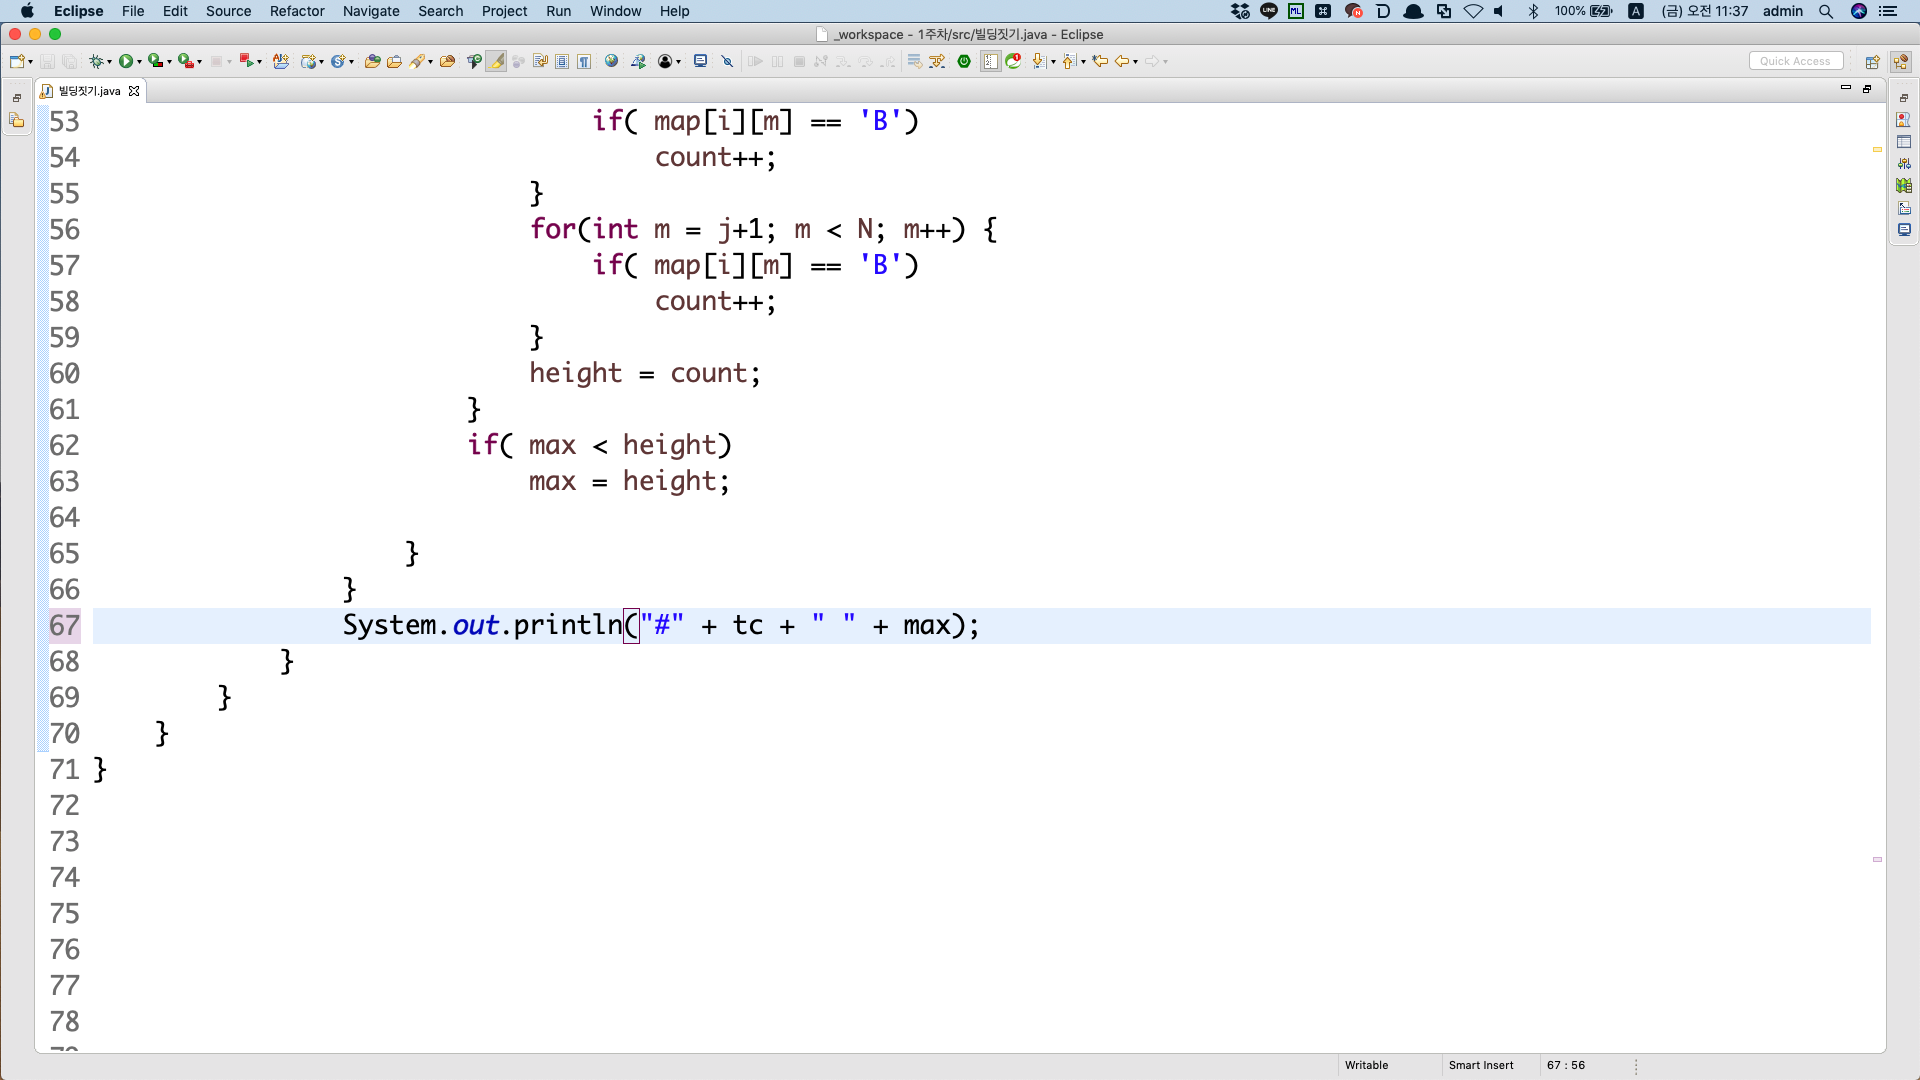 Eclipse File Edit Source Refactor Navigate Search Project Run Window Help LINE ML 100% A (금) 오전 11:37 admin
_workspace - 1주차/src/빌딩짓기.java - Eclipse
Quick Access
빌딩짓기.java
53 if( map[i][m] == 'B')
54 count++;
55 }
56 for(int m = j+1; m < N; m++) {
57 if( map[i][m] == 'B')
58 count++;
59 }
60 height = count;
61 }
62 if( max < height)
63 max = height;
64
65 }
66 }
67 System.out.println("#" + tc + " " + max);
68 }
69 }
70 }
71 }
72
73
74
75
76
77
78
Writable Smart Insert 67 : 56